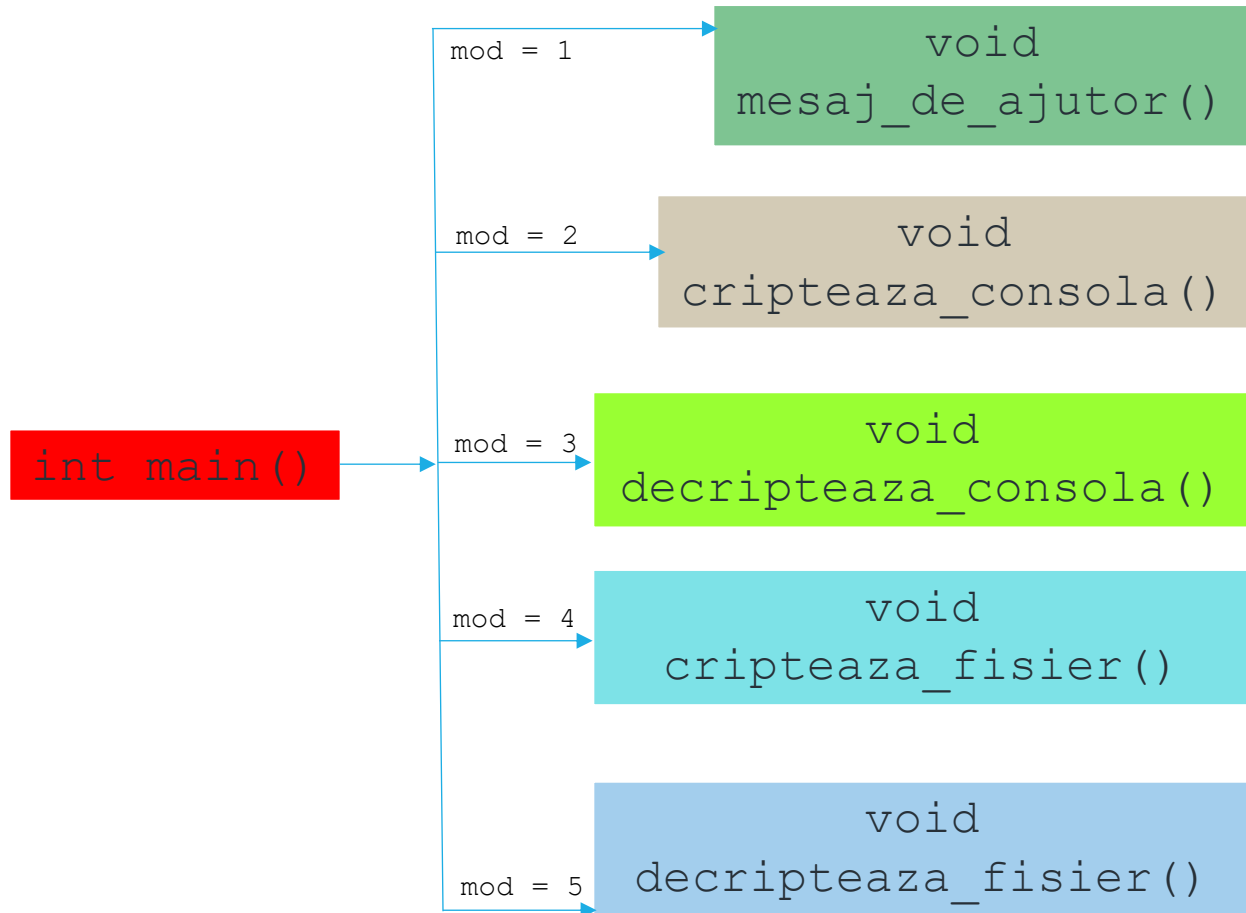 mod = 1
void
mesaj_de_ajutor()
mod = 2
void
cripteaza_consola()
int main()
mod = 3
void
decripteaza_consola()
mod = 4
void
cripteaza_fisier()
mod = 5
void
decripteaza_fisier()